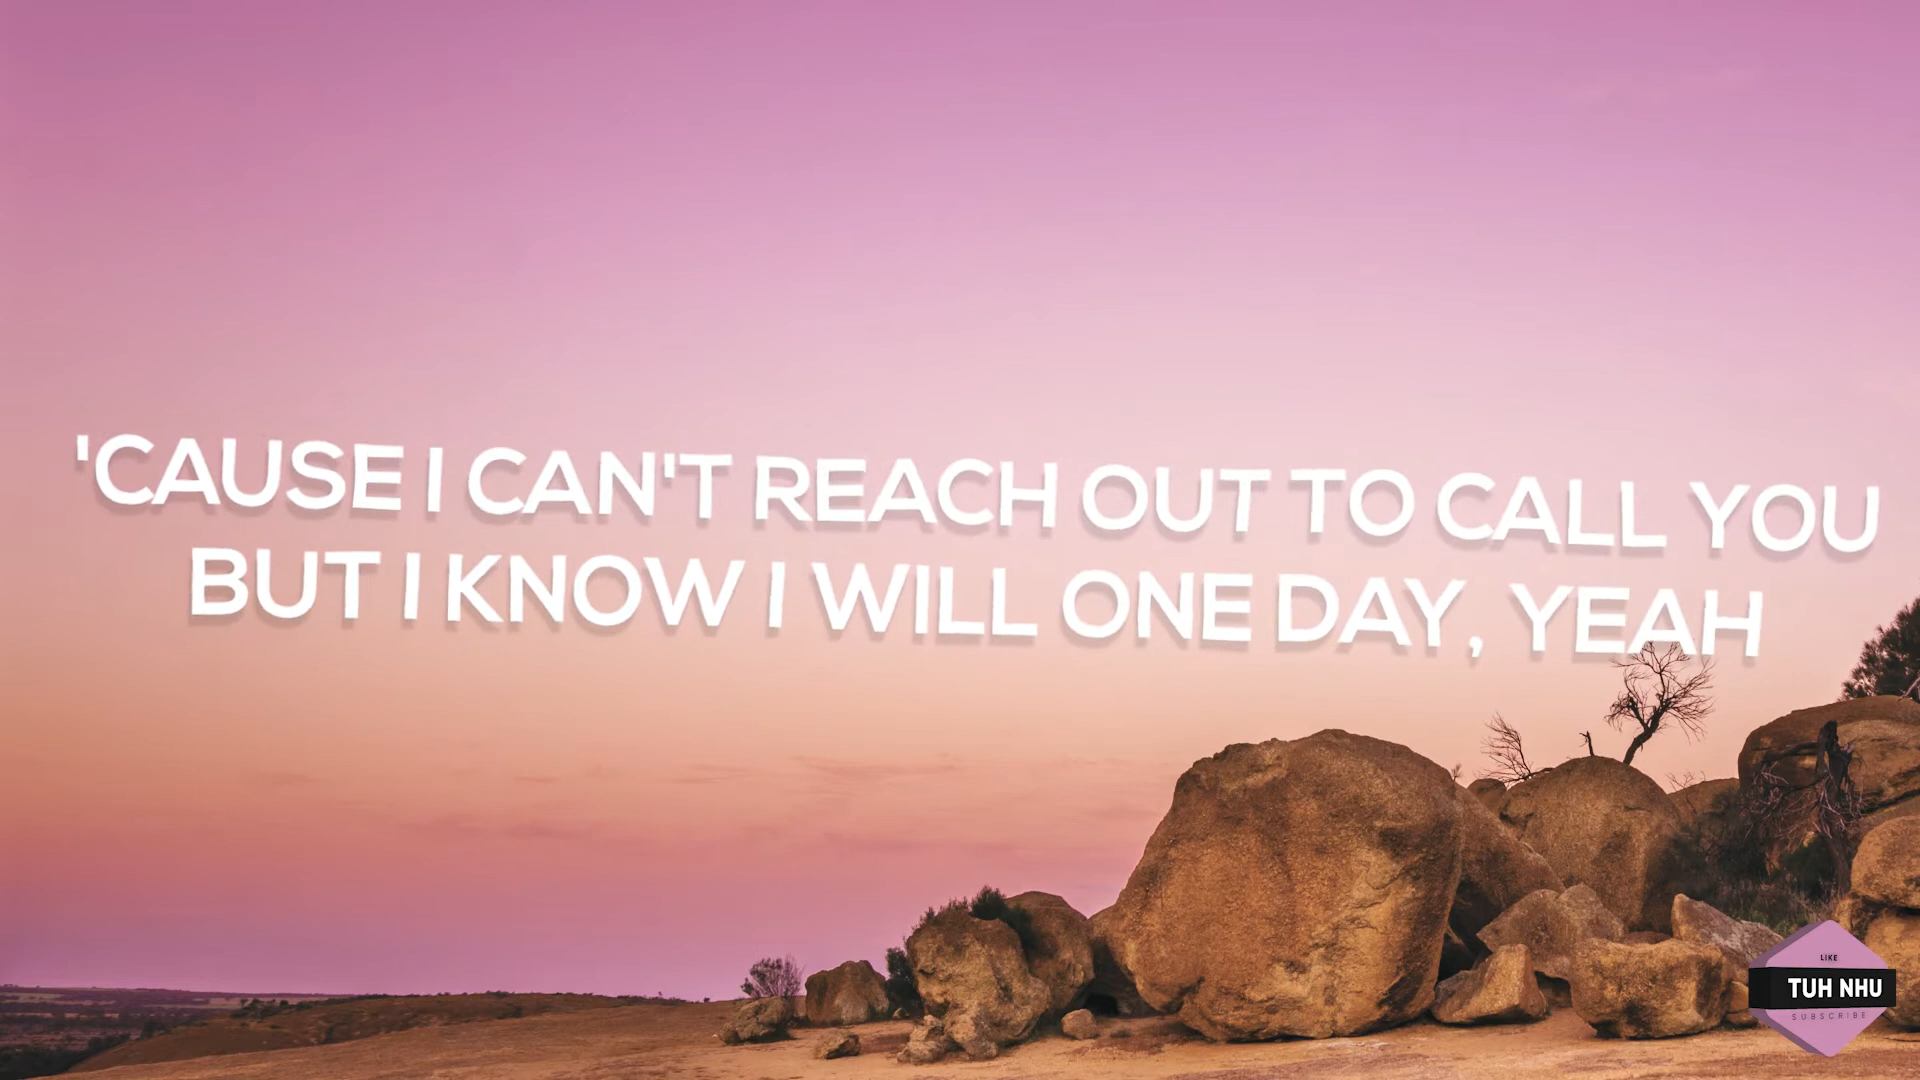 'CAUSE I CAN'T REACH OUT TO CALL YOU
BUT I KNOW I WILL ONE DAY, YEAH
LIKE
TUH NHU
SUBSCRIBE